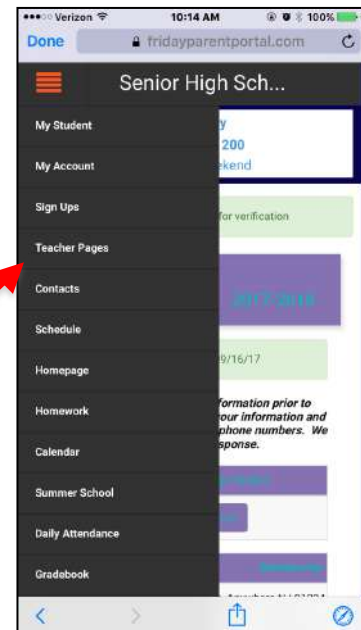 Verizon 10:14 AM 100%
Done fridayparentportal.com
Senior High Sch...
My Student
My Account
Sign Ups
Teacher Pages
Contacts
Schedule
Homepage
Homework
Calendar
Summer School
Daily Attendance
Gradebook
y
200
ekend
for verification
2017-2018
9/16/17
formation prior to
our information and
phone numbers. We
sponse.